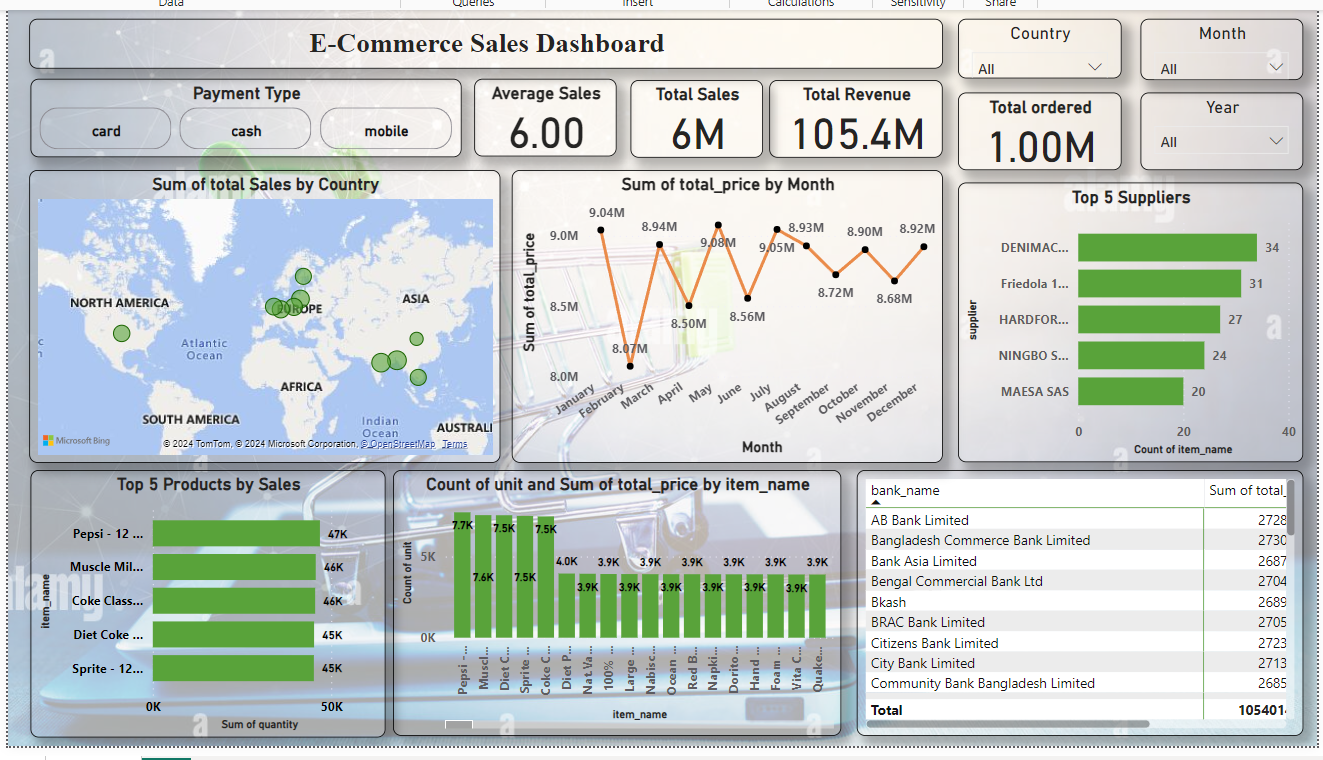 Data Queries Insert Calculations Sensitivity Share
E-Commerce Sales Dashboard
Country
All
Month
All
Payment Type
card cash mobile
Average Sales
6.00
Total Sales
6M
Total Revenue
105.4M
Total ordered
1.00M
Year
All
Sum of total Sales by Country
NORTH AMERICA
EUROPE
ASIA
Atlantic
Ocean
AFRICA
SOUTH AMERICA
Indian
Ocean
AUSTRALI
Microsoft Bing
© 2024 TomTom, © 2024 Microsoft Corporation, © OpenStreetMap Terms
Sum of total_price by Month
Sum of total_price
9.0M
8.5M
8.0M
9.04M
8.07M
8.94M
8.50M
9.08M
8.56M
9.05M
8.93M
8.72M
8.90M
8.68M
8.92M
January
February
March
April
May
June
July
August
September
October
November
December
Month
Top 5 Suppliers
supplier
DENIMAC... 34
Friedola 1... 31
HARDFOR... 27
NINGBO S... 24
MAESA SAS 20
0 20 40
Count of item_name
Top 5 Products by Sales
item_name
Pepsi - 12 ... 47K
Muscle Mil... 46K
Coke Class... 46K
Diet Coke ... 45K
Sprite - 12... 45K
0K 50K
Sum of quantity
Count of unit and Sum of total_price by item_name
Count of unit
5K
0K
7.7K
7.6K
7.5K
7.5K
7.5K
4.0K
3.9K
3.9K
3.9K
3.9K
3.9K
3.9K
3.9K
3.9K
3.9K
3.9K
3.9K
3.9K
Pepsi -...
Muscl...
Diet C...
Sprite ...
Coke C...
Diet P...
Nat Va...
100% ...
Large ...
Nabisc...
Ocean ...
Red B...
Napki...
Dorito...
Hand ...
Foam ...
Vita C...
Quake...
item_name
bank_name Sum of total_
AB Bank Limited 2728
Bangladesh Commerce Bank Limited 2730
Bank Asia Limited 2687
Bengal Commercial Bank Ltd 2704
Bkash 2689
BRAC Bank Limited 2705
Citizens Bank Limited 2723
City Bank Limited 2713
Community Bank Bangladesh Limited 2685
Total 105401
alamy